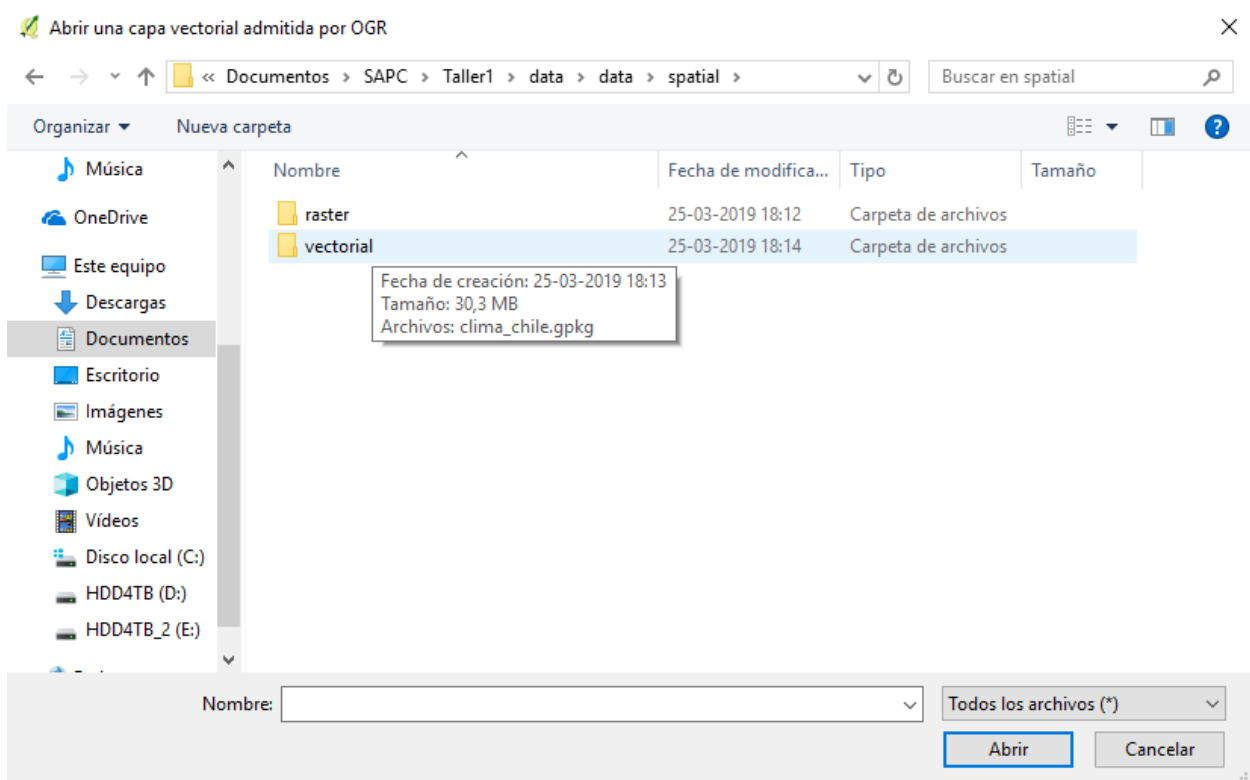 Abrir una capa vectorial admitida por OGR
« Documentos > SAPC > Taller1 > data > data > spatial >
Buscar en spatial
Organizar
Nueva carpeta
Música
OneDrive
Este equipo
Descargas
Documentos
Escritorio
Imágenes
Música
Objetos 3D
Vídeos
Disco local (C:)
HDD4TB (D:)
HDD4TB_2 (E:)
Nombre Fecha de modifica... Tipo Tamaño
raster 25-03-2019 18:12 Carpeta de archivos
vectorial 25-03-2019 18:14 Carpeta de archivos
Fecha de creación: 25-03-2019 18:13
Tamaño: 30,3 MB
Archivos: clima_chile.gpkg
Nombre:
Todos los archivos (*)
Abrir
Cancelar